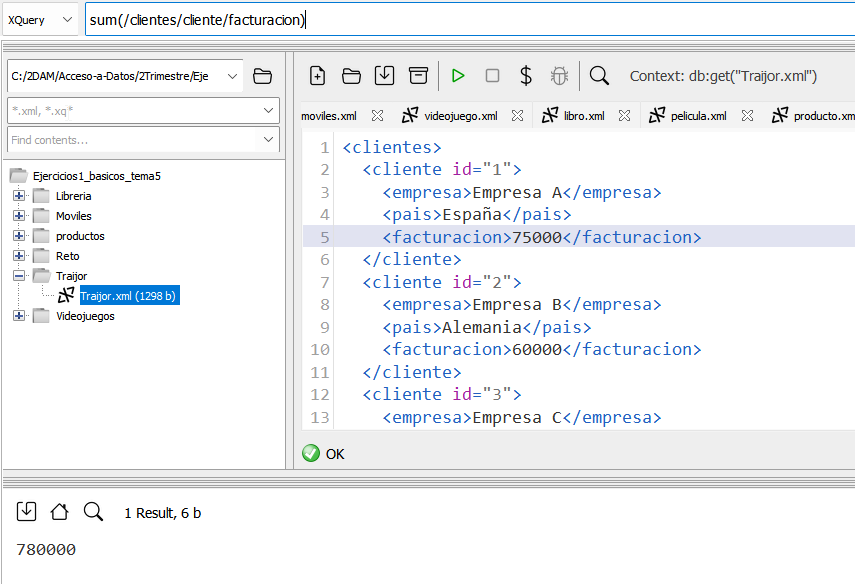 XQuery sum(/clientes/cliente/facturacion)
C:/2DAM/Acceso-a-Datos/2Trimestre/Eje
*.xml, *.xq*
Find contents...
Ejercicios1_basicos_tema5
Libreria
Moviles
productos
Reto
Traijor
Traijor.xml (1298 b)
Videojuegos
$ Context: db:get("Traijor.xml")
moviles.xml videojuego.xml libro.xml pelicula.xml producto.xm
1 <clientes>
2 <cliente id="1">
3 <empresa>Empresa A</empresa>
4 <pais>España</pais>
5 <facturacion>75000</facturacion>
6 </cliente>
7 <cliente id="2">
8 <empresa>Empresa B</empresa>
9 <pais>Alemania</pais>
10 <facturacion>60000</facturacion>
11 </cliente>
12 <cliente id="3">
13 <empresa>Empresa C</empresa>
OK
1 Result, 6 b
780000